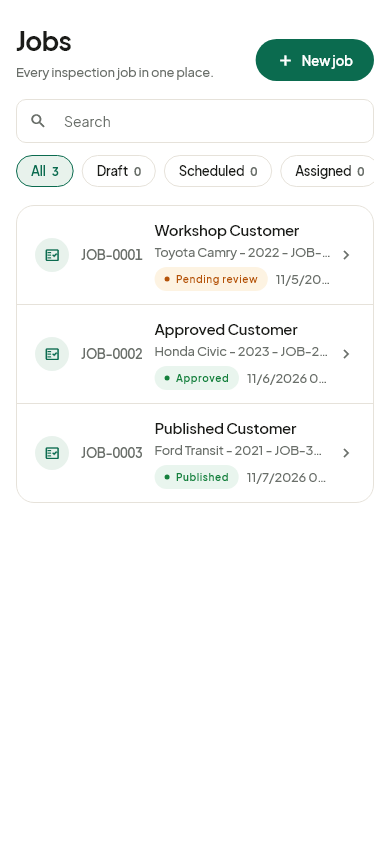 Jobs
Every inspection job in one place.
New job
Search
All 3
Draft 0
Scheduled 0
Assigned 0
Workshop Customer
JOB-0001
Toyota Camry – 2022 – JOB-...
Pending review
11/5/20...
Approved Customer
JOB-0002
Honda Civic – 2023 – JOB-2...
Approved
11/6/2026 0...
Published Customer
JOB-0003
Ford Transit – 2021 – JOB-3...
Published
11/7/2026 0...